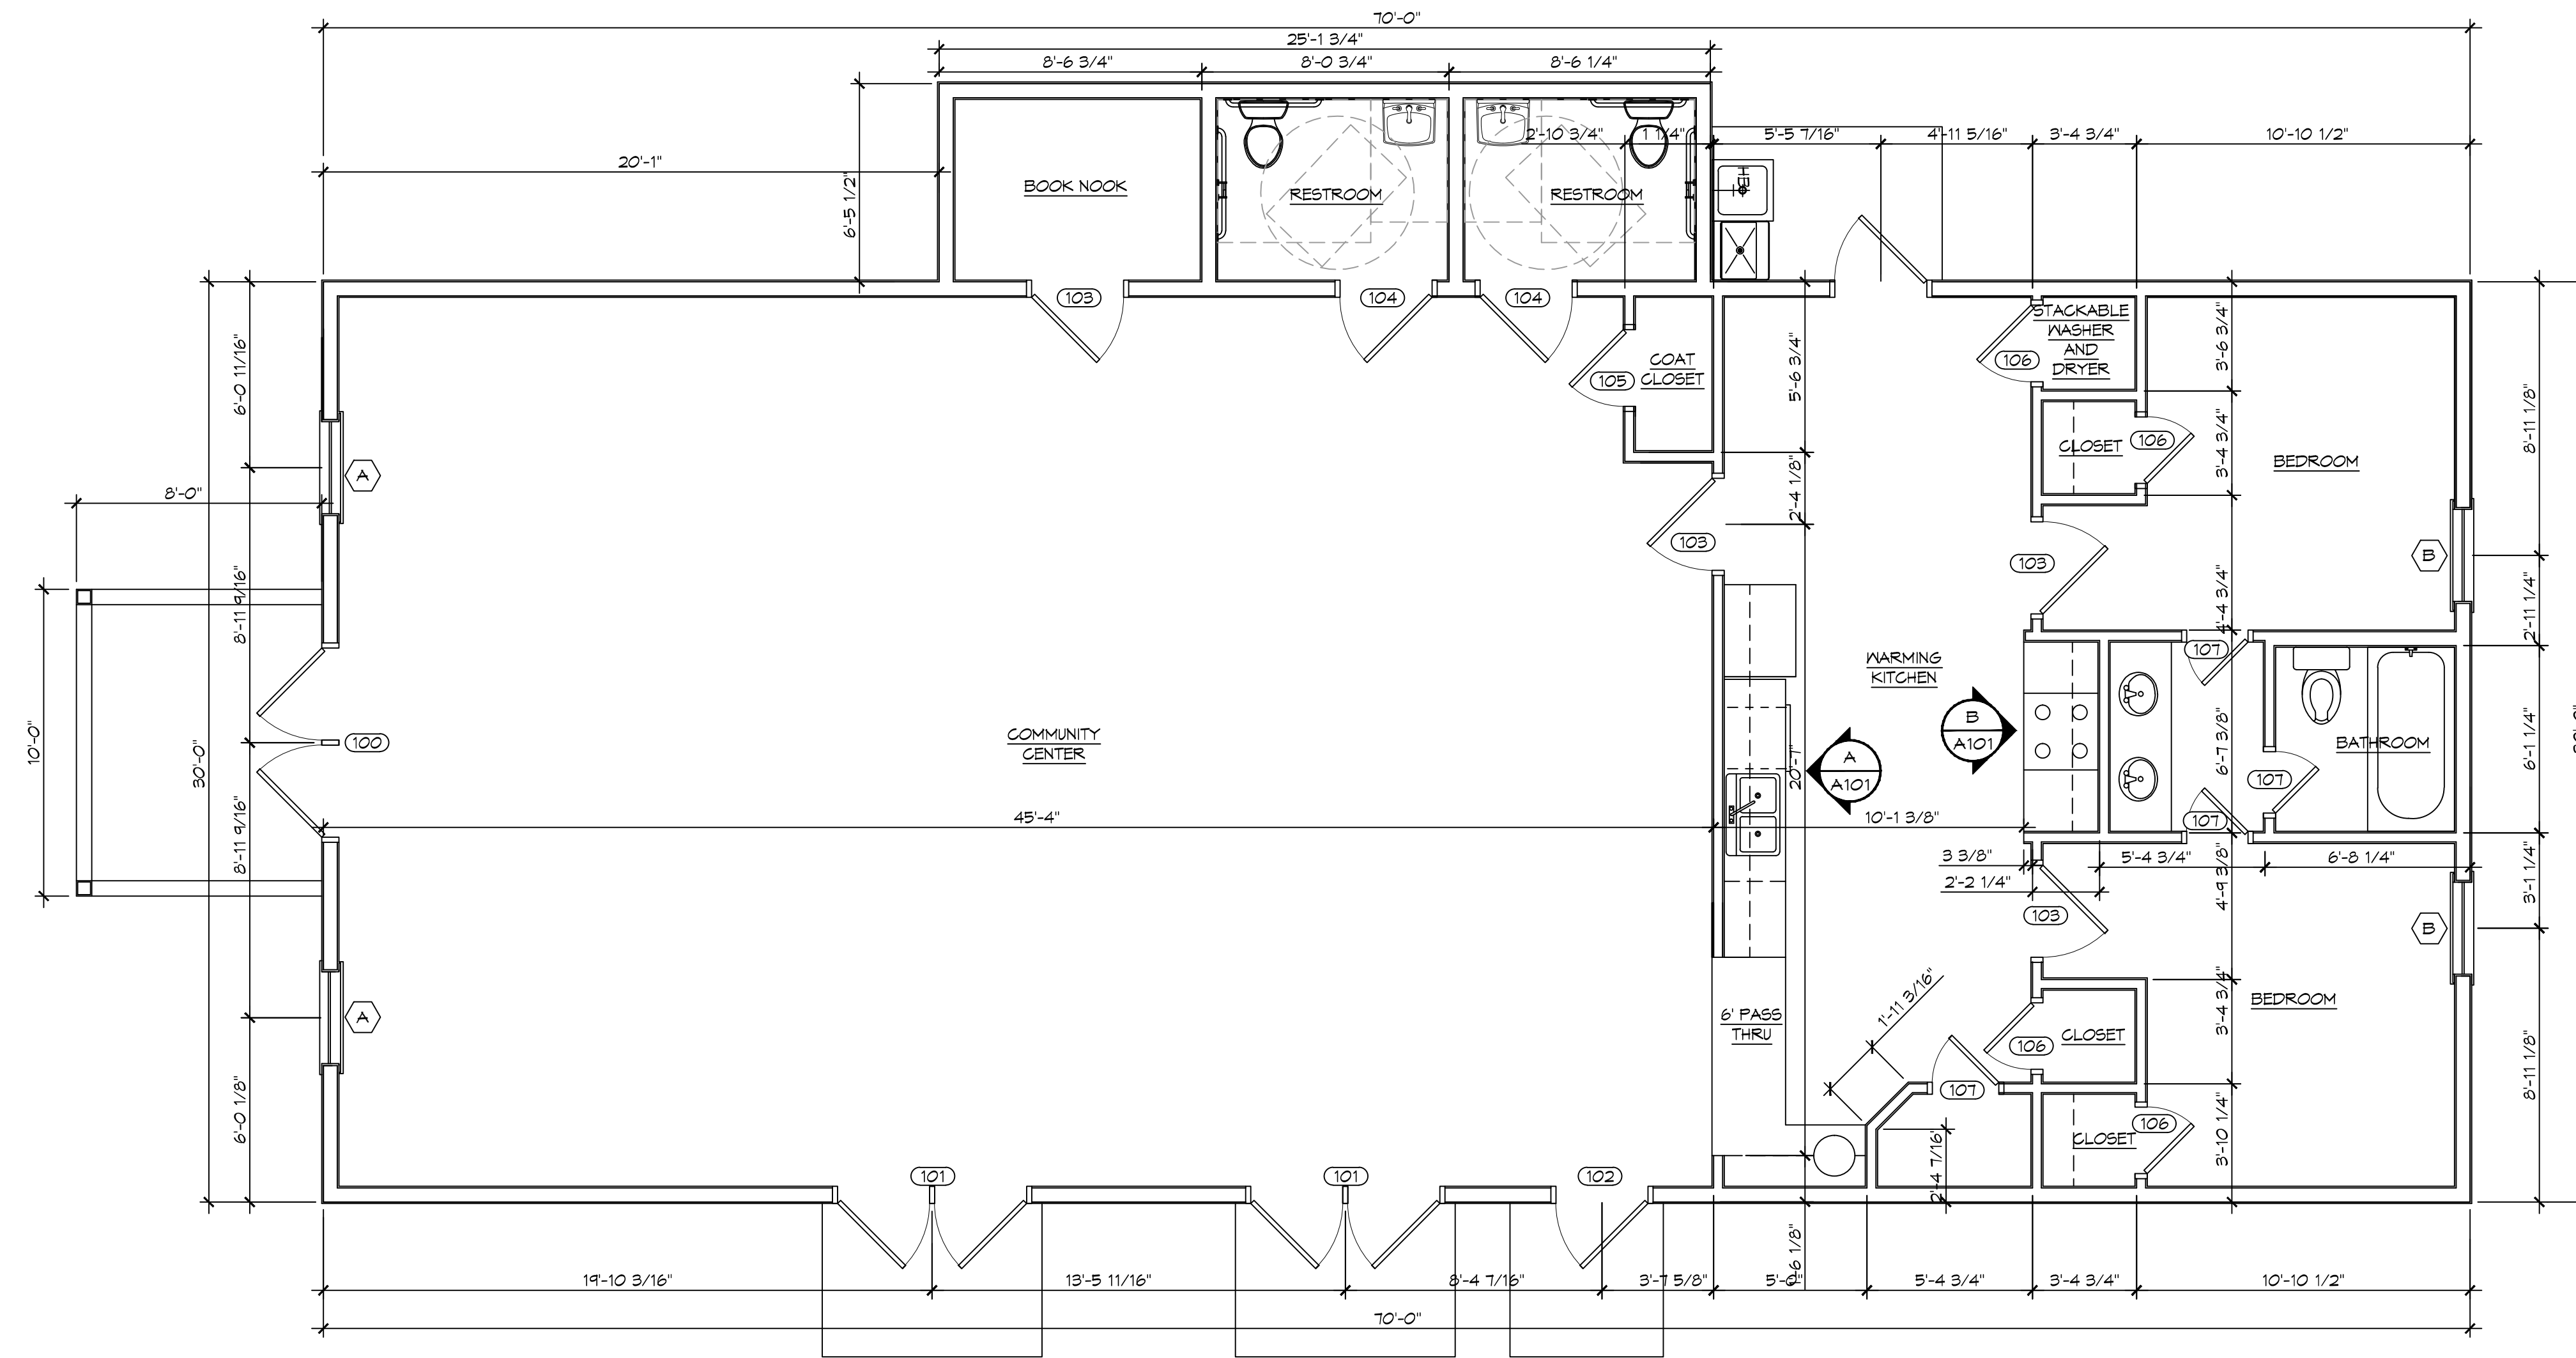 70'-0"
25'-1 3/4"
8'-6 3/4"
8'-0 3/4"
8'-6 1/4"
2'-10 3/4"
1 1/4"
5'-5 7/16"
4'-11 5/16"
3'-4 3/4"
10'-10 1/2"
20'-1"
6'-5 1/2"
BOOK NOOK
RESTROOM
RESTROOM
103
104
104
105
COAT
CLOSET
106
STACKABLE
WASHER
AND
DRYER
3'-6 3/4"
6'-0 11/16"
5'-6 3/4"
8'-11 1/8"
A
CLOSET
106
3'-4 3/4"
BEDROOM
8'-0"
2'-4 1/8"
103
103
B
8'-11 9/16"
4'-4 3/4"
2'-11 1/4"
107
WARMING
KITCHEN
10'-0"
30'-0"
100
COMMUNITY
CENTER
B
A101
A
A101
20'-7"
6'-7 3/8"
BATHROOM
107
6'-1 1/4"
107
45'-4"
10'-1 3/8"
8'-11 9/16"
3 3/8"
2'-2 1/4"
5'-4 3/4"
6'-8 1/4"
4'-9 3/8"
3'-1 1/4"
103
B
A
6' PASS
THRU
1'-11 3/16"
3'-4 3/4"
BEDROOM
106
CLOSET
107
6'-0 1/8"
8'-11 1/8"
3'-10 1/4"
106
CLOSET
2'-4 7/16"
101
101
102
19'-10 3/16"
13'-5 11/16"
8'-4 7/16"
3'-7 5/8"
5'-0"
5'-4 3/4"
3'-4 3/4"
10'-10 1/2"
70'-0"